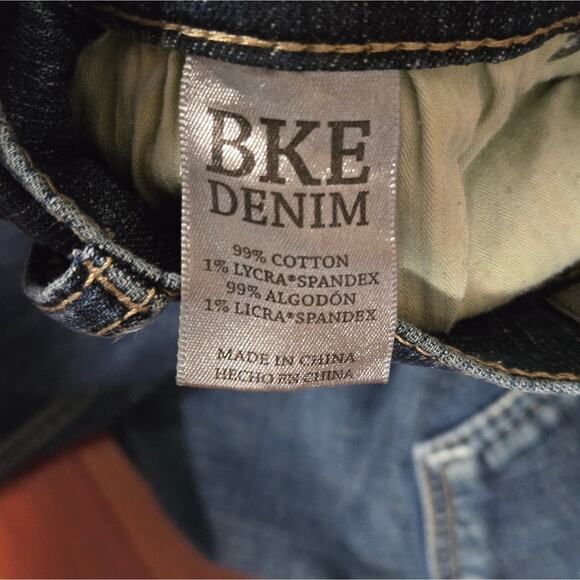 BKE
DENIM
99% COTTON
1% LYCRA®SPANDEX
99% ALGODÓN
1% LICRA®SPANDEX
MADE IN CHINA
HECHO EN CHINA